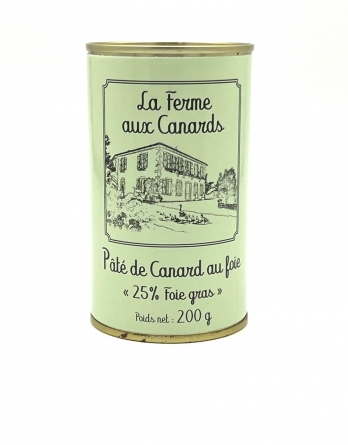 La Ferme
aux Canards
Pâté de Canard au foie
« 25% Foie gras »
Poids net : 200 g